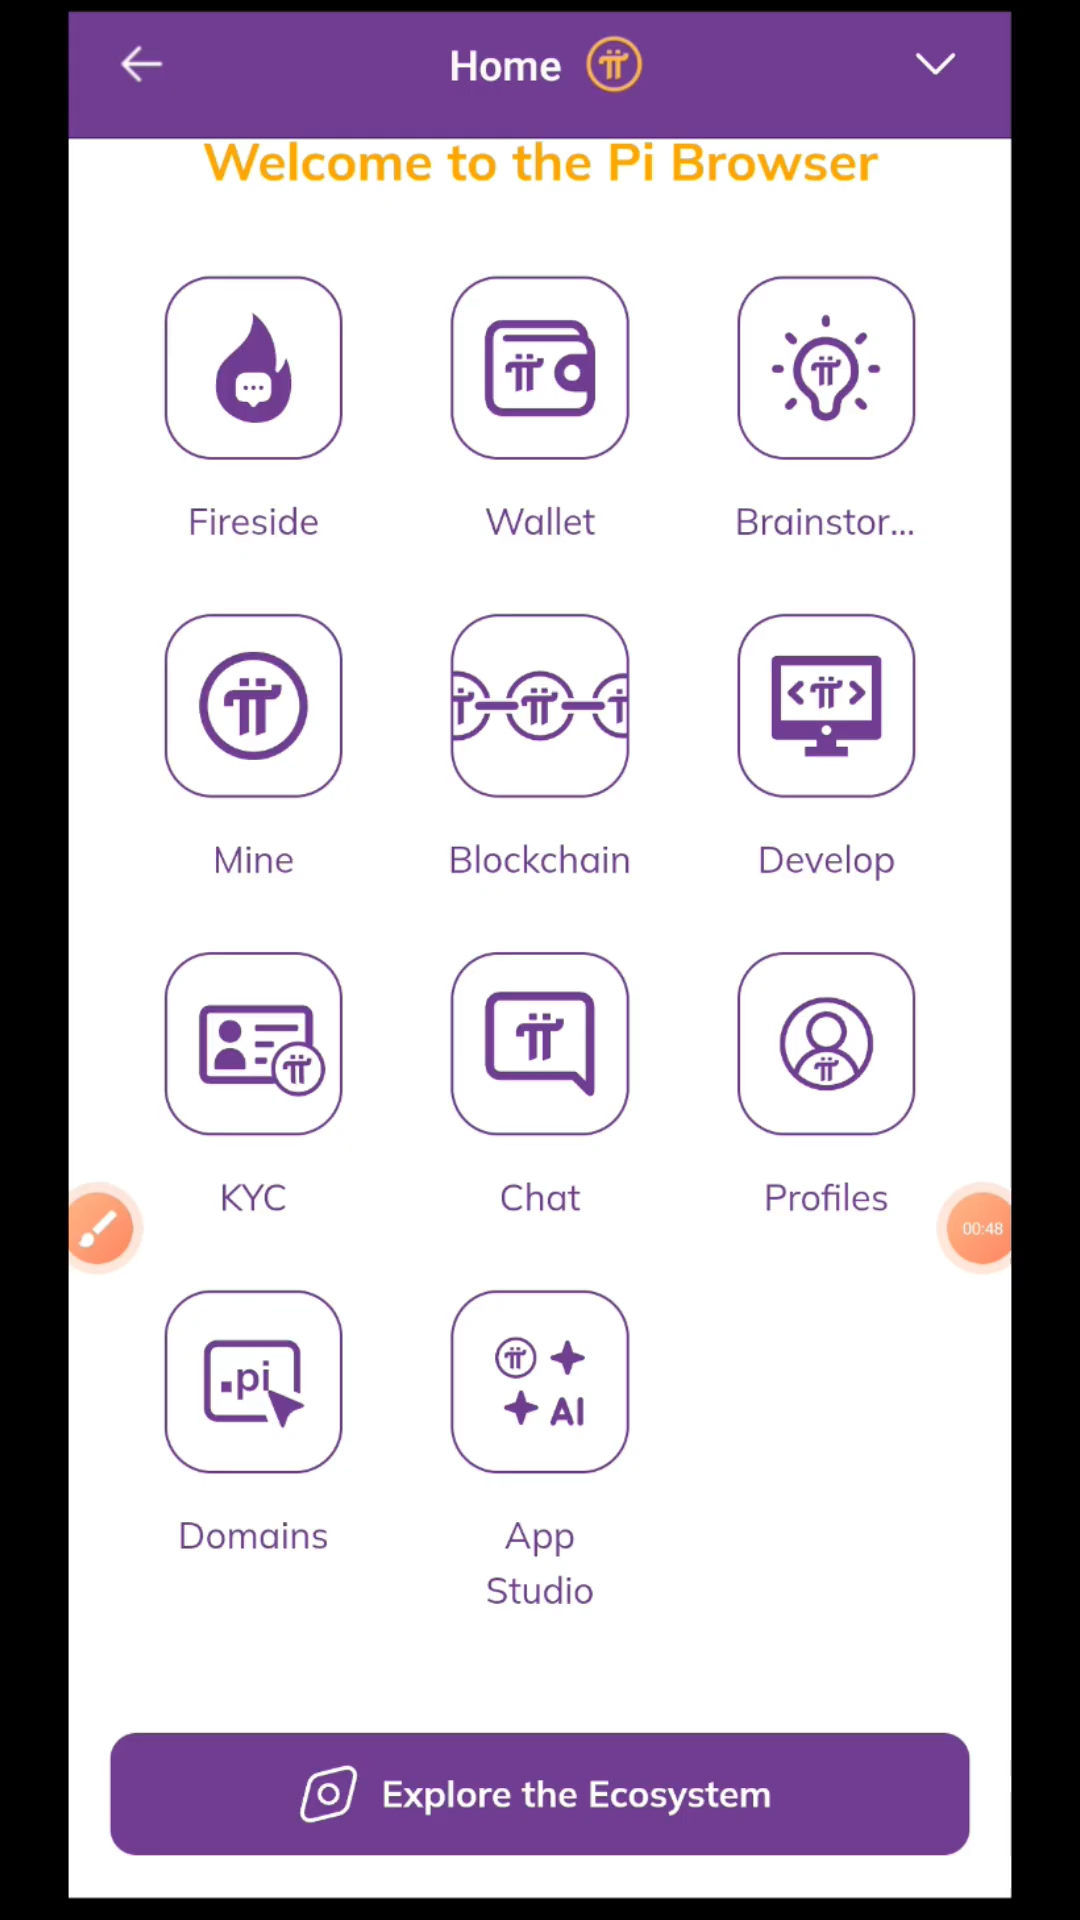 Home
Welcome to the Pi Browser
Fireside
Wallet
Brainstor...
Mine
Blockchain
Develop
KYC
Chat
Profiles
00:48
.pi
AI
Domains
App
Studio
Explore the Ecosystem